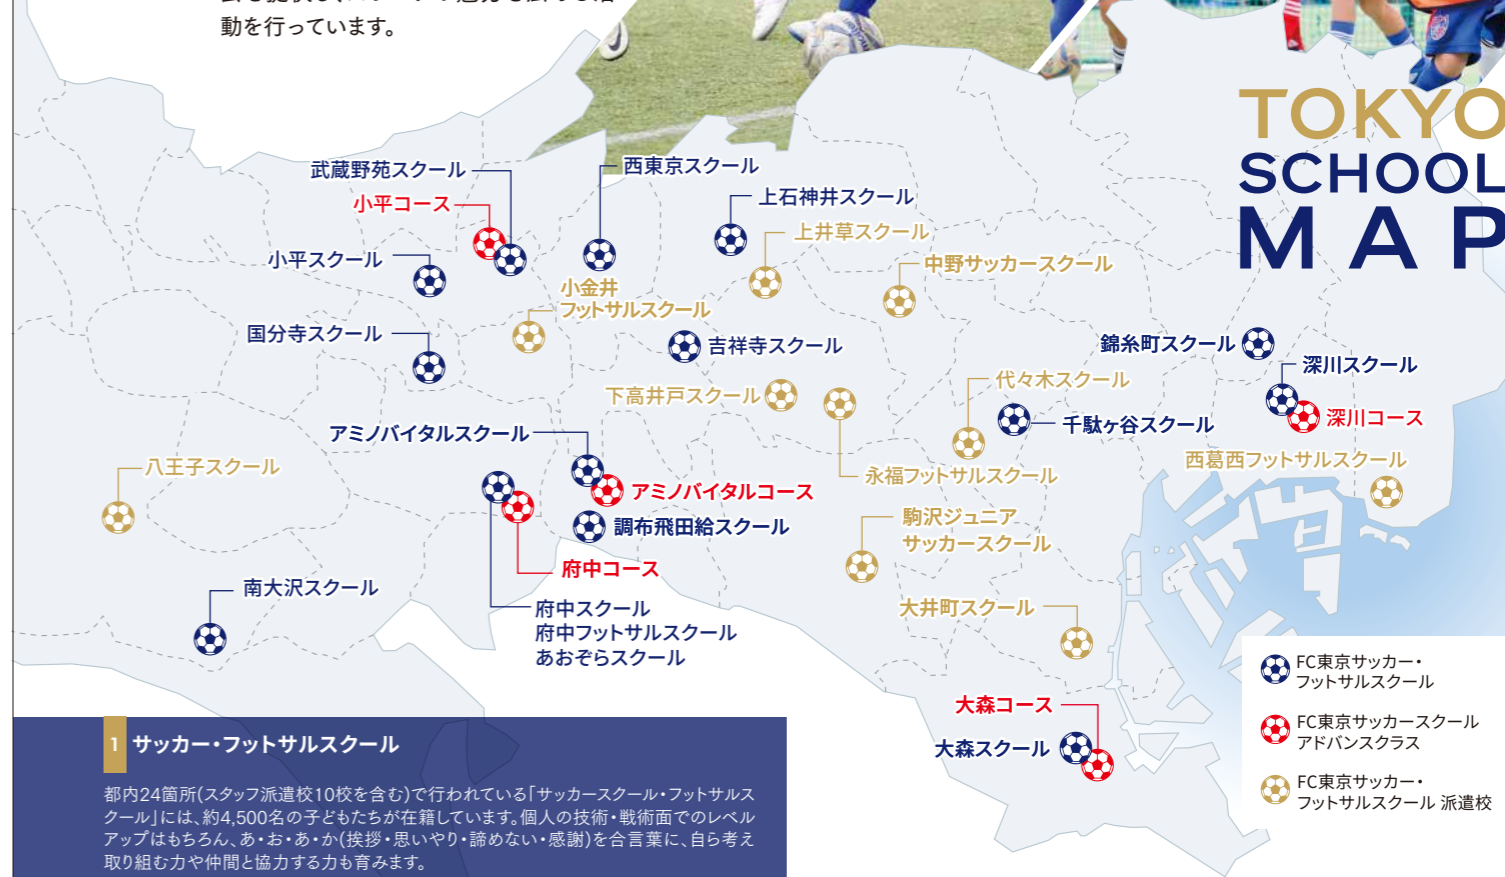 動を行っています。
TOKYO
SCHOOL
MAP
武蔵野苑スクール
小平コース
小平スクール
国分寺スクール
西東京スクール
上石神井スクール
上井草スクール
中野サッカースクール
小金井
フットサルスクール
吉祥寺スクール
下高井戸スクール
錦糸町スクール
深川スクール
深川コース
代々木スクール
千駄ヶ谷スクール
西葛西フットサルスクール
永福フットサルスクール
アミノバイタルスクール
アミノバイタルコース
調布飛田給スクール
八王子スクール
南大沢スクール
府中コース
府中スクール
府中フットサルスクール
あおぞらスクール
駒沢ジュニア
サッカースクール
大井町スクール
大森コース
大森スクール
FC東京サッカー・
フットサルスクール
FC東京サッカースクール
アドバンスクラス
FC東京サッカー・
フットサルスクール 派遣校
1 サッカー・フットサルスクール
都内24箇所(スタッフ派遣校10校を含む)で行われている「サッカースクール・フットサルス
クール」には、約4,500名の子どもたちが在籍しています。個人の技術・戦術面でのレベル
アップはもちろん、あ・お・あ・か(挨拶・思いやり・諦めない・感謝)を合言葉に、自ら考え
取り組む力や仲間と協力する力も育みます。